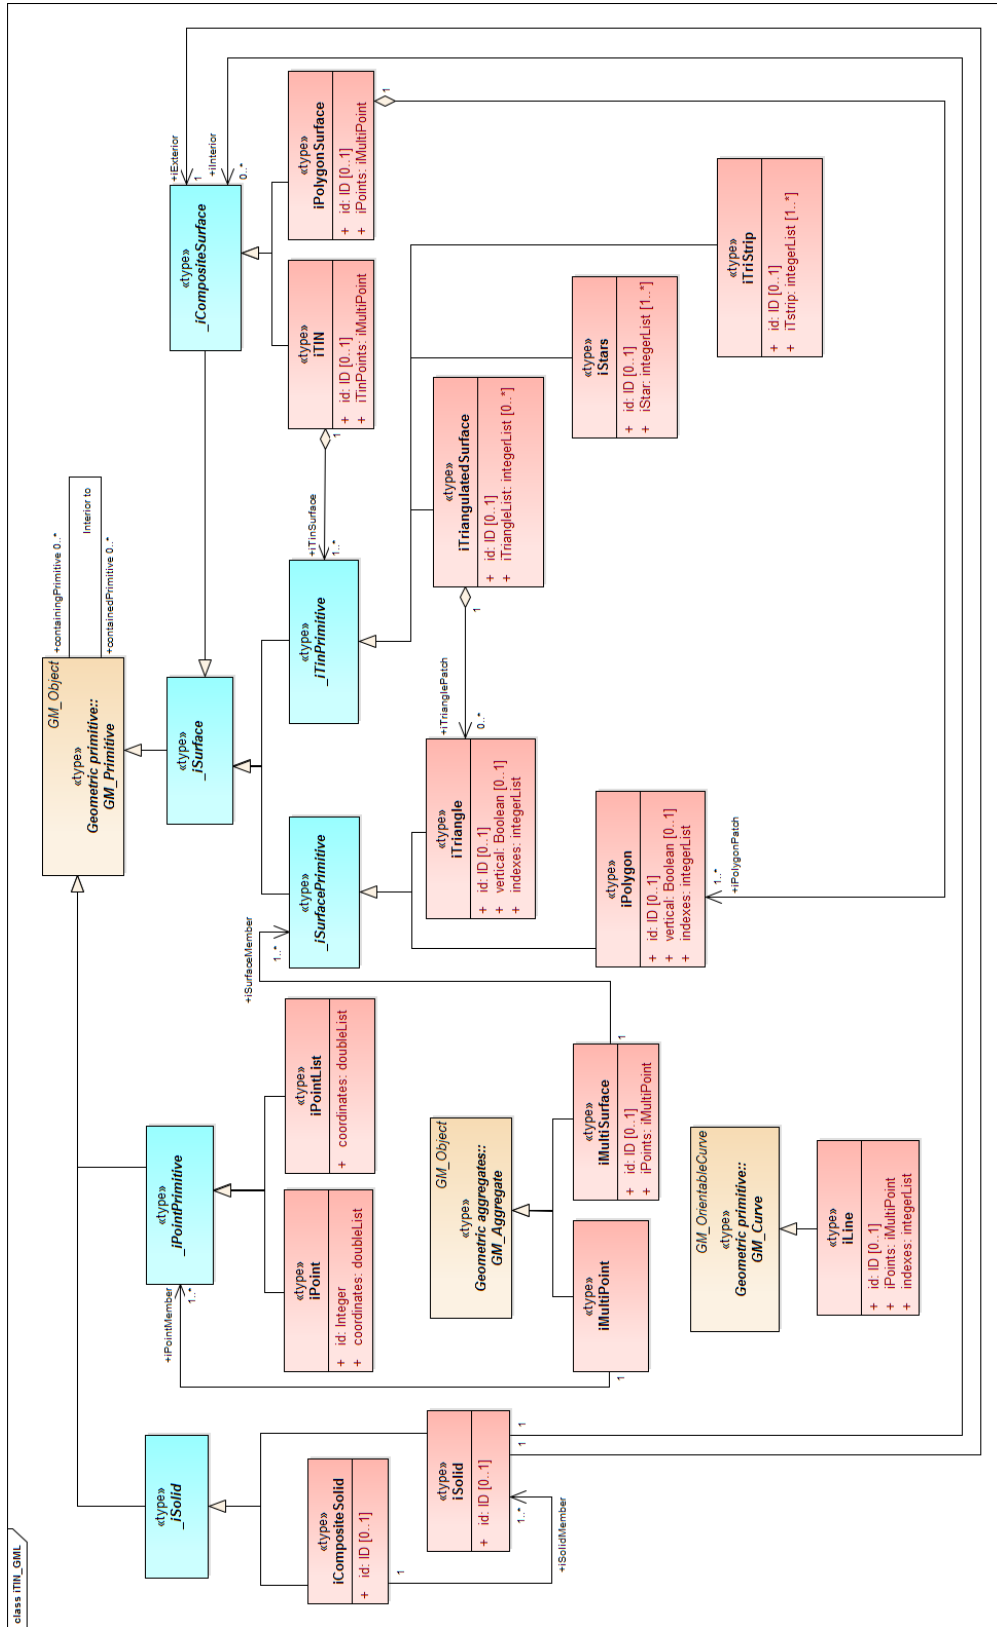 class iTIN_GML
«type»
_iSolid
«type»
iCompositeSolid
+ id: ID [0..1]
1
+iSolidMember
1..*
«type»
iSolid
+ id: ID [0..1]
1
1
GM_Object
«type»
Geometric primitive::
GM_Primitive
+containingPrimitive 0..*
Interior to
+containedPrimitive 0..*
+iPointMember
1..*
«type»
_iPointPrimitive
«type»
iPoint
+ id: Integer
+ coordinates: doubleList
«type»
iPointList
+ coordinates: doubleList
GM_Object
«type»
Geometric aggregates::
GM_Aggregate
«type»
iMultiPoint
1
«type»
iMultiSurface
+ id: ID [0..1]
+ iPoints: iMultiPoint
1
GM_OrientableCurve
«type»
Geometric primitive::
GM_Curve
«type»
iLine
+ id: ID [0..1]
+ iPoints: iMultiPoint
+ indexes: integerList
«type»
_iSurface
+iSurfaceMember
1..*
«type»
_iSurfacePrimitive
«type»
iTriangle
+ id: ID [0..1]
+ vertical: Boolean [0..1]
+ indexes: integerList
+iTrianglePatch
0..*
«type»
iPolygon
+ id: ID [0..1]
+ vertical: Boolean [0..1]
+ indexes: integerList
1..*
+iPolygonPatch
«type»
_iTinPrimitive
+iTinSurface
1..*
«type»
iTriangulatedSurface
+ id: ID [0..1]
+ iTriangleList: integerList [0..*]
1
«type»
iStars
+ id: ID [0..1]
+ iStar: integerList [1..*]
«type»
iTriStrip
+ id: ID [0..1]
+ iTstrip: integerList [1..*]
«type»
_iCompositeSurface
+iExterior
1
+iInterior
0..*
«type»
iTIN
+ id: ID [0..1]
+ iTinPoints: iMultiPoint
1
«type»
iPolygonSurface
+ id: ID [0..1]
+ iPoints: iMultiPoint
1